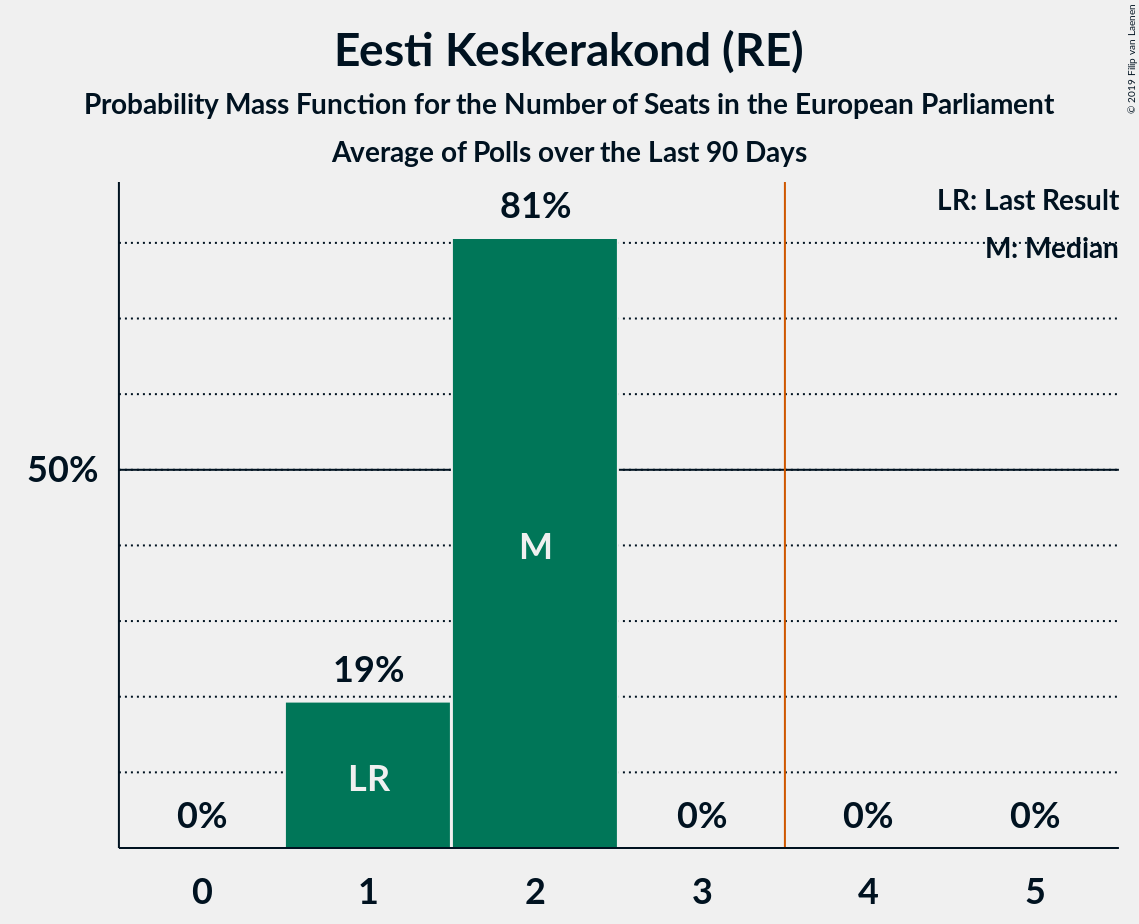 Eesti Keskerakond (RE)
Probability Mass Function for the Number of Seats in the European Parliament
Average of Polls over the Last 90 Days
© 2019 Filip van Laenen
LR: Last Result
M: Median
81%
50%
M
19%
LR
0%
0%
0%
0%
0 1 2 3 4 5